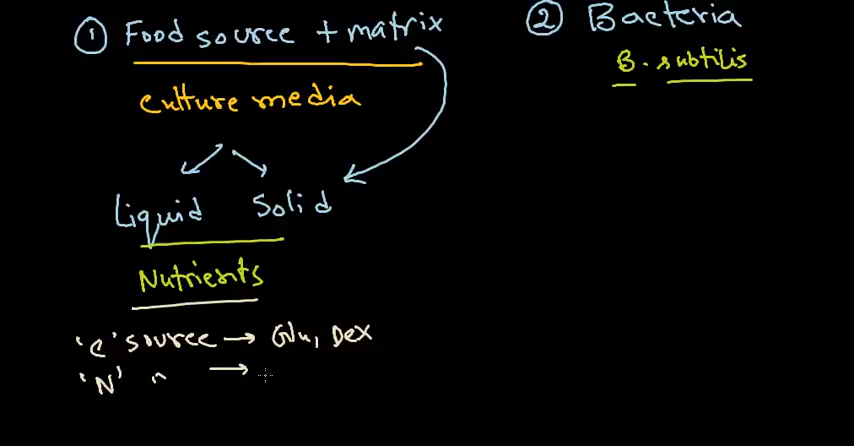 ① Food source + matrix
culture media
Liquid Solid
Nutrients
'C' source → Glu, Dex
'N' " →
② Bacteria
B. subtilis